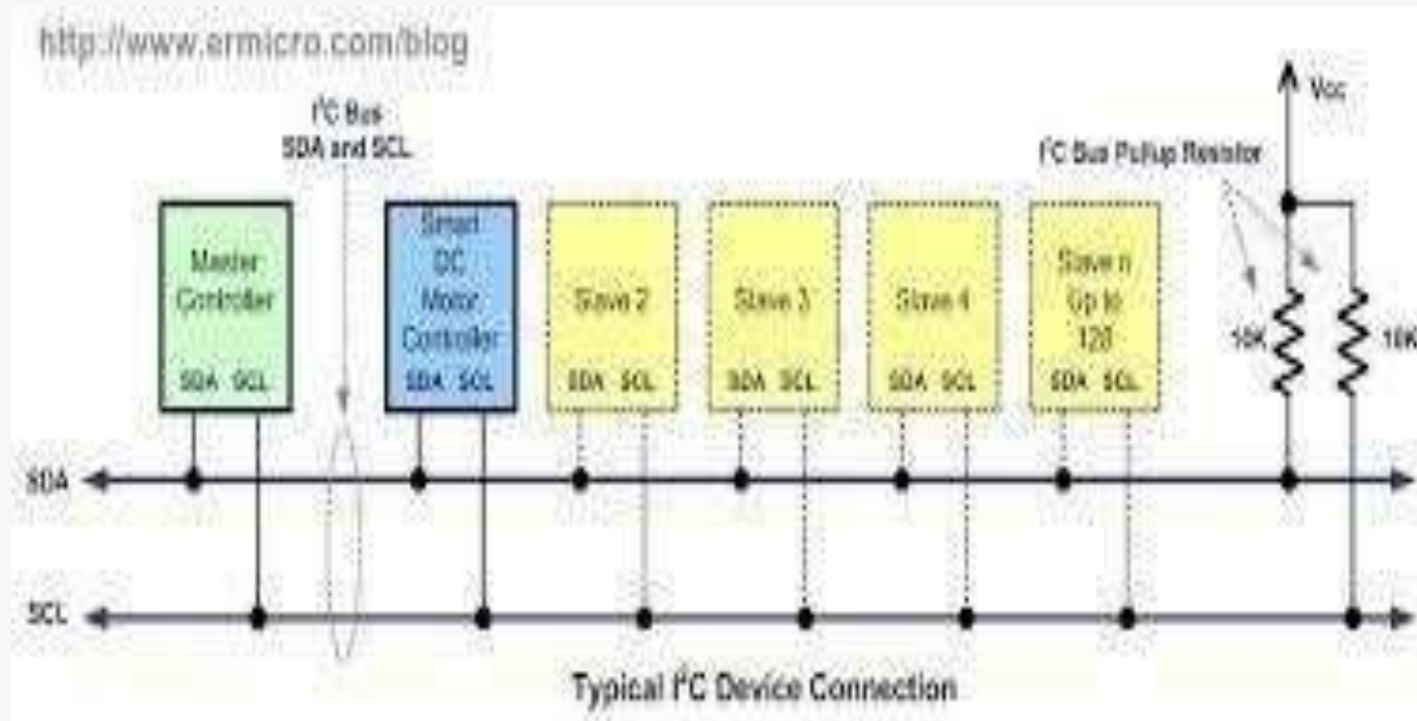 http://www.ermicro.com/blog
Vcc
I²C Bus
SDA and SCL
I²C Bus Pullup Resistor
Master
Controller
SDA SCL
Smart
DC
Motor
Controller
SDA SCL
Slave 2
SDA SCL
Slave 3
SDA SCL
Slave 4
SDA SCL
Slave n
Up to
128
SDA SCL
10K
10K
SDA
SCL
Typical I²C Device Connection